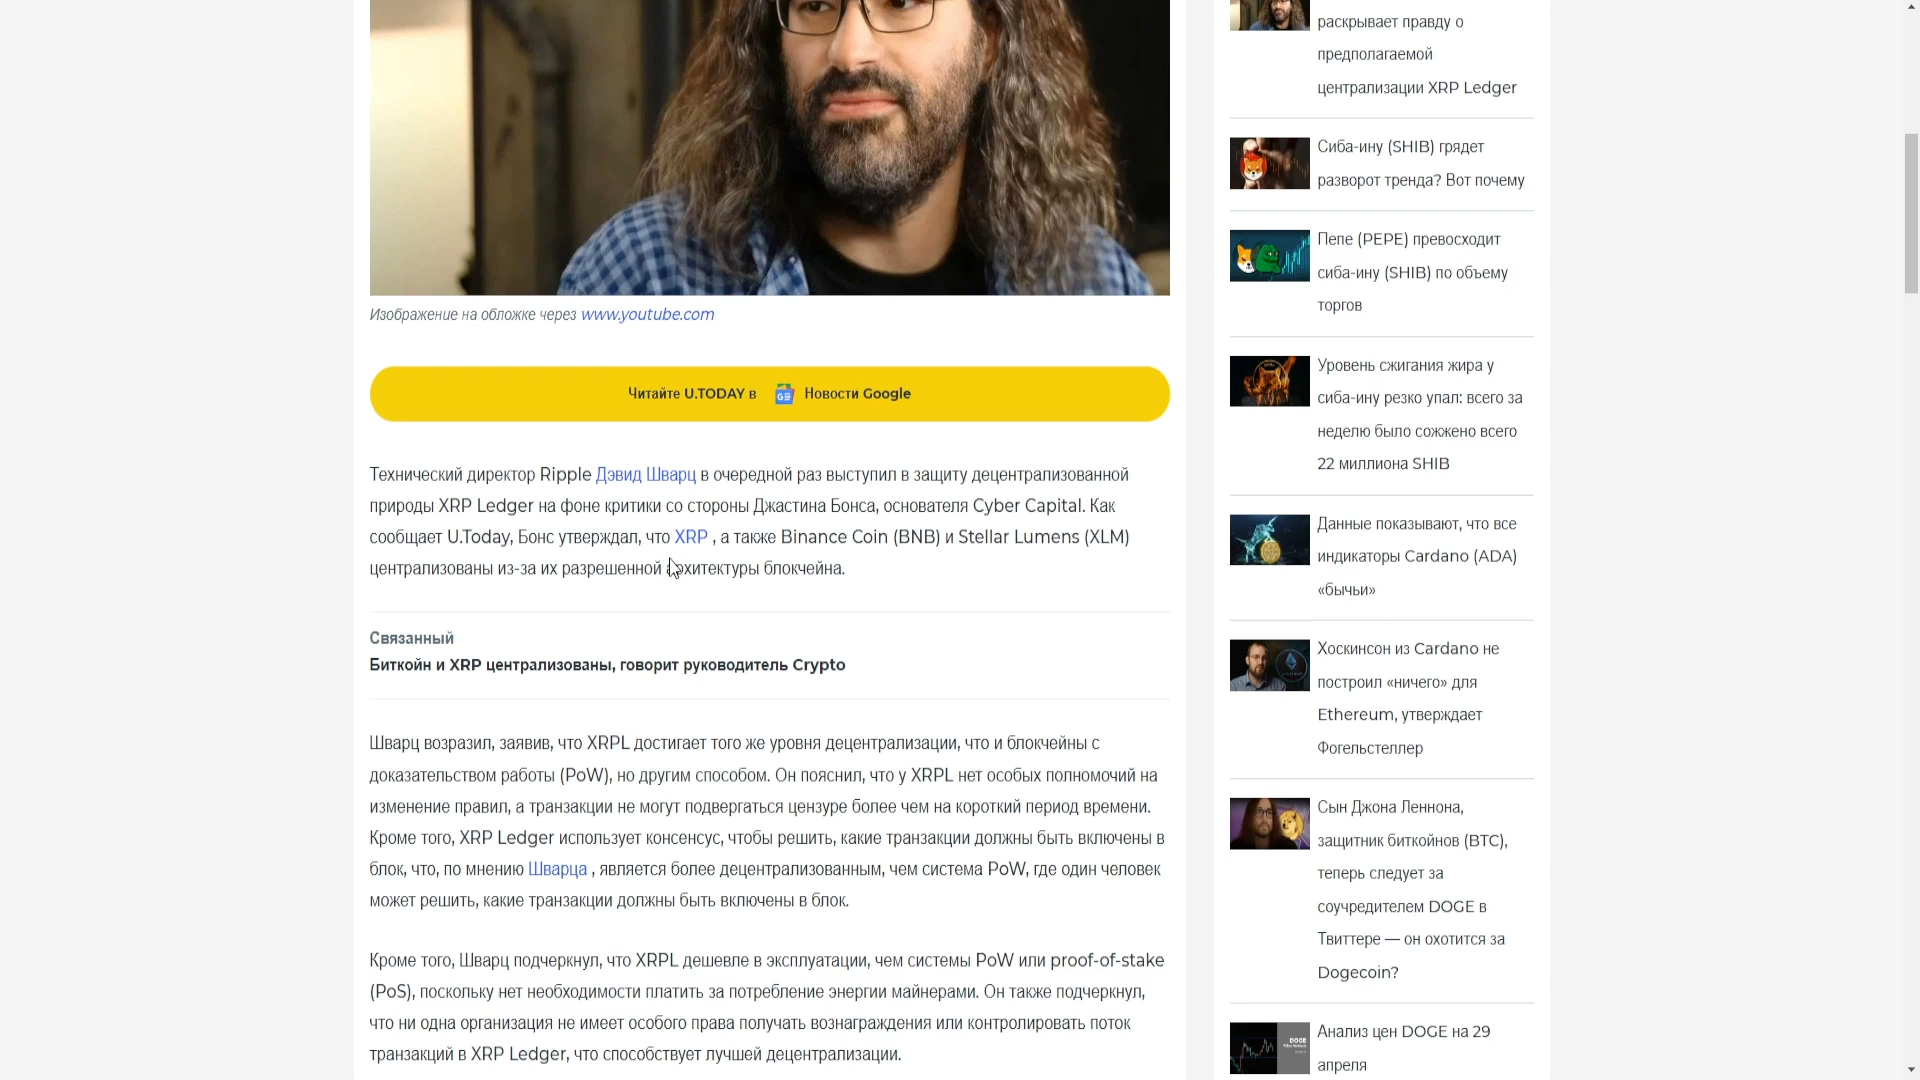 Изображение на обложке через www.youtube.com
Читайте U.TODAY в Новости Google
Технический директор Ripple Дэвид Шварц в очередной раз выступил в защиту децентрализованной
природы XRP Ledger на фоне критики со стороны Джастина Бонса, основателя Cyber Capital. Как
сообщает U.Today, Бонс утверждал, что XRP , а также Binance Coin (BNB) и Stellar Lumens (XLM)
централизованы из-за их разрешенной архитектуры блокчейна.
Связанный
Биткойн и XRP централизованы, говорит руководитель Crypto
Шварц возразил, заявив, что XRPL достигает того же уровня децентрализации, что и блокчейны с
доказательством работы (PoW), но другим способом. Он пояснил, что у XRPL нет особых полномочий на
изменение правил, а транзакции не могут подвергаться цензуре более чем на короткий период времени.
Кроме того, XRP Ledger использует консенсус, чтобы решить, какие транзакции должны быть включены в
блок, что, по мнению Шварца , является более децентрализованным, чем система PoW, где один человек
может решить, какие транзакции должны быть включены в блок.
Кроме того, Шварц подчеркнул, что XRPL дешевле в эксплуатации, чем системы PoW или proof-of-stake
(PoS), поскольку нет необходимости платить за потребление энергии майнерами. Он также подчеркнул,
что ни одна организация не имеет особого права получать вознаграждения или контролировать поток
транзакций в XRP Ledger, что способствует лучшей децентрализации.
раскрывает правду о
предполагаемой
централизации XRP Ledger
Сиба-ину (SHIB) грядет
разворот тренда? Вот почему
Пепе (PEPE) превосходит
сиба-ину (SHIB) по объему
торгов
Уровень сжигания жира у
сиба-ину резко упал: всего за
неделю было сожжено всего
22 миллиона SHIB
Данные показывают, что все
индикаторы Cardano (ADA)
«бычьи»
Хоскинсон из Cardano не
построил «ничего» для
Ethereum, утверждает
Фогельстеллер
Сын Джона Леннона,
защитник биткойнов (BTC),
теперь следует за
соучредителем DOGE в
Твиттере — он охотится за
Dogecoin?
DOGE
Анализ цен DOGE на 29
апреля